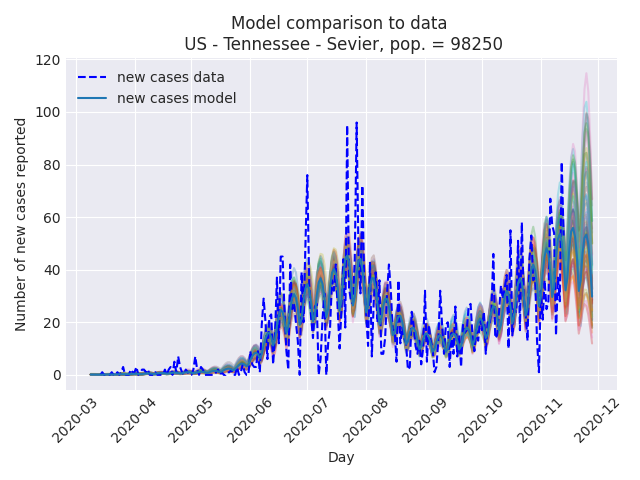 Model comparison to data
US - Tennessee - Sevier, pop. = 98250
new cases data
new cases model
Number of new cases reported
120
100
80
60
40
20
0
2020-03
2020-04
2020-05
2020-06
2020-07
2020-08
2020-09
2020-10
2020-11
2020-12
Day